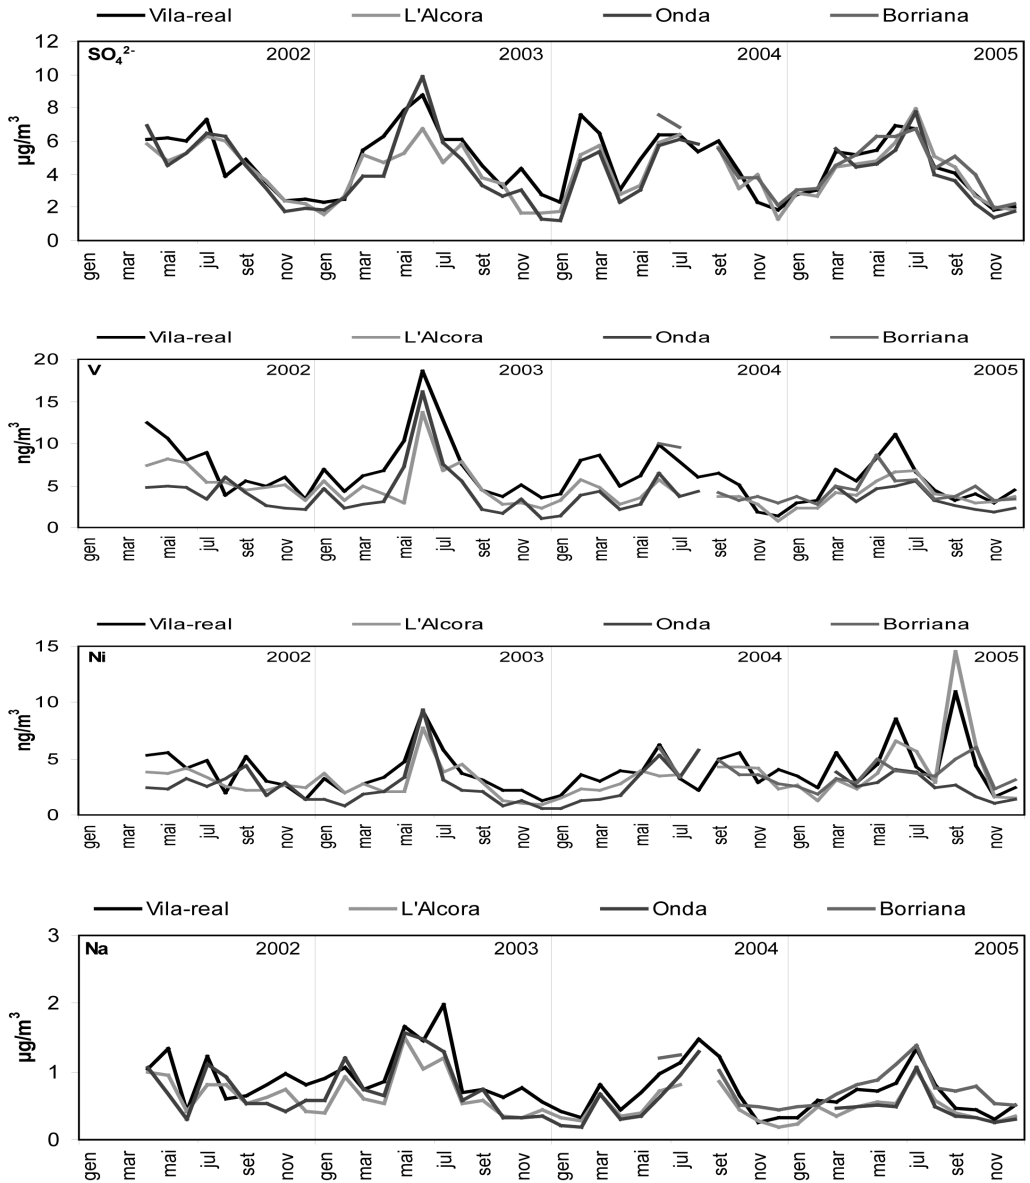 Vila-real L'Alcora Onda Borriana
12
SO₄²⁻ 2002 2003 2004 2005
10
8
6
4
2
0
µg/m³
gen mar mai jul set nov gen mar mai jul set nov gen mar mai jul set nov gen mar mai jul set nov
Vila-real L'Alcora Onda Borriana
20
V 2002 2003 2004 2005
15
10
5
0
ng/m³
gen mar mai jul set nov gen mar mai jul set nov gen mar mai jul set nov gen mar mai jul set nov
Vila-real L'Alcora Onda Borriana
15
Ni 2002 2003 2004 2005
10
5
0
ng/m³
gen mar mai jul set nov gen mar mai jul set nov gen mar mai jul set nov gen mar mai jul set nov
Vila-real L'Alcora Onda Borriana
3
Na 2002 2003 2004 2005
2
1
0
µg/m³
gen mar mai jul set nov gen mar mai jul set nov gen mar mai jul set nov gen mar mai jul set nov